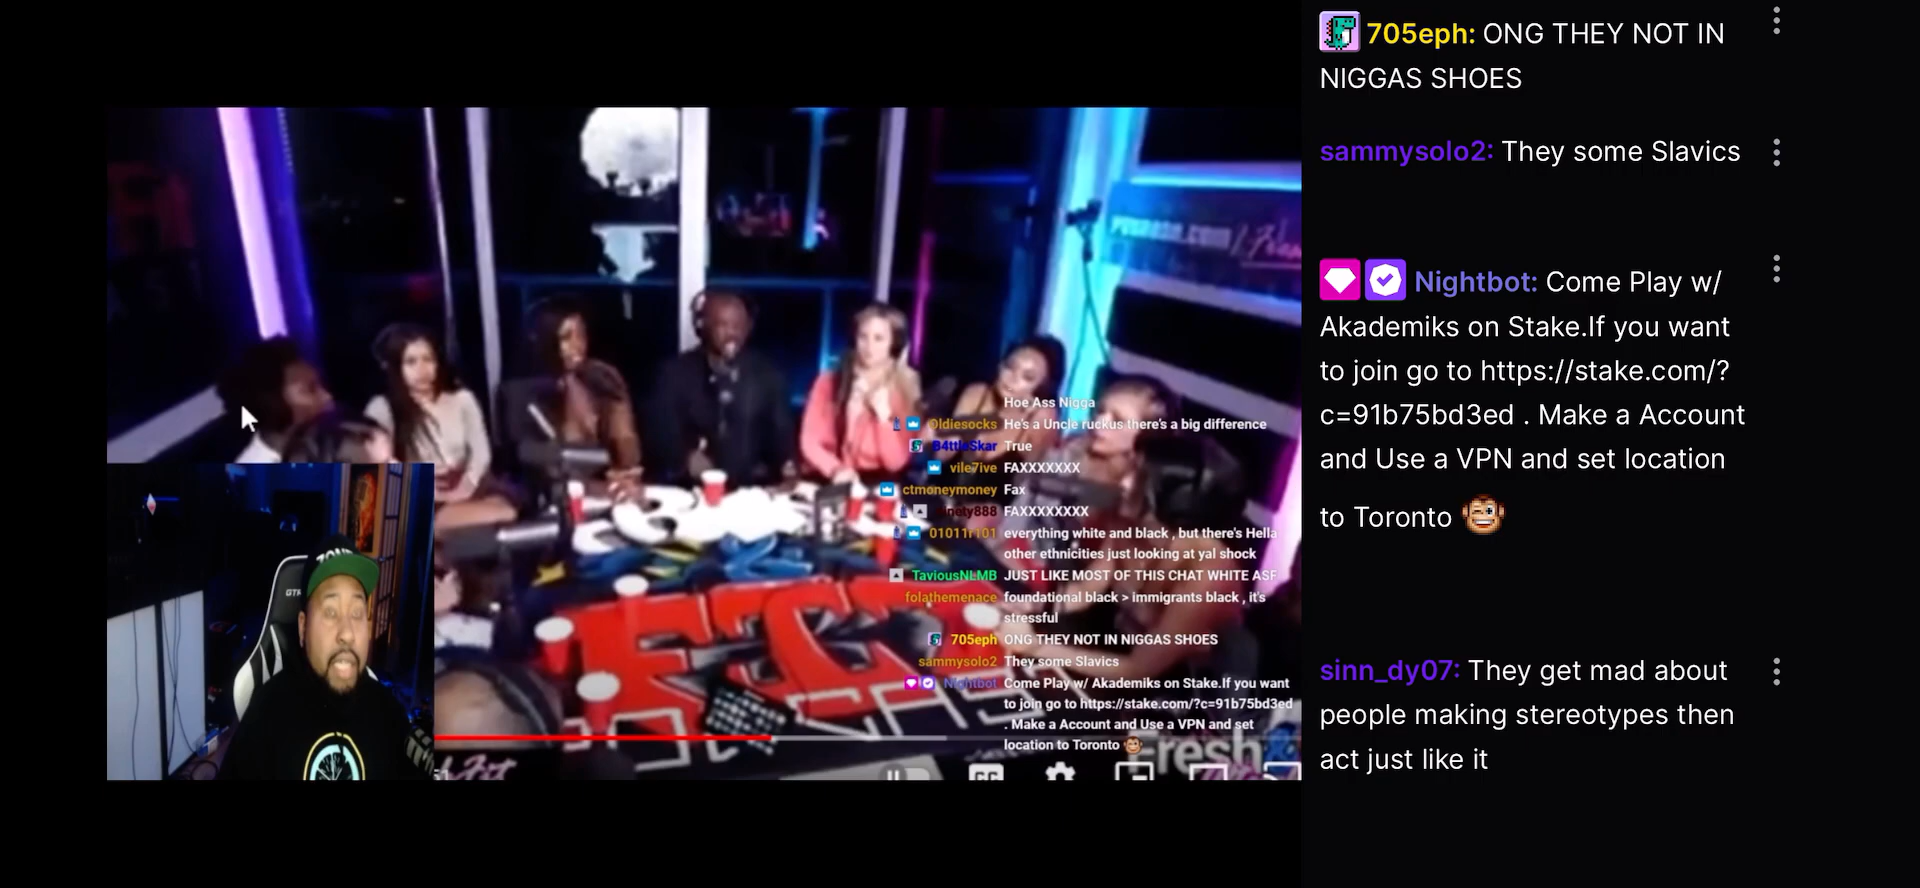 705eph: ONG THEY NOT IN
NIGGAS SHOES
sammysolo2: They some Slavics
Nightbot: Come Play w/
Akademiks on Stake.If you want
to join go to https://stake.com/?
c=91b75bd3ed . Make a Account
and Use a VPN and set location
to Toronto
sinn_dy07: They get mad about
people making stereotypes then
act just like it
Hoe Ass Nigga
Oldiesocks He's a Uncle ruckus there's a big difference
B4ttleSkar True
vile7ive FAXXXXXXX
ctmoneymoney Fax
FAXXXXXXXX
01011r101 everything white and black , but there's Hella
other ethnicities just looking at yal shock
TaviousNLMB JUST LIKE MOST OF THIS CHAT WHITE ASF
folathemenace foundational black > immigrants black , it's
stressful
705eph ONG THEY NOT IN NIGGAS SHOES
sammysolo2 They some Slavics
Nightbot Come Play w/ Akademiks on Stake.If you want
to join go to https://stake.com/?c=91b75bd3ed
. Make a Account and Use a VPN and set
location to Toronto
Fresh
GTR